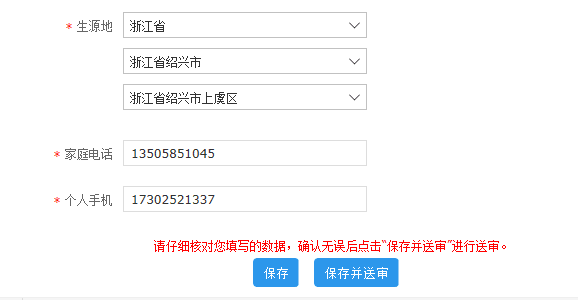 * 生源地 浙江省
浙江省绍兴市
浙江省绍兴市上虞区
* 家庭电话 13505851045
* 个人手机 17302521337
请仔细核对您填写的数据，确认无误后点击“保存并送审”进行送审。
保存 保存并送审